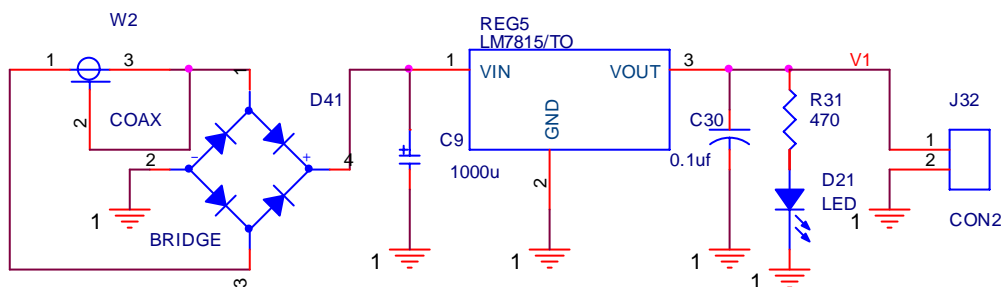 W2
1
3
2
COAX
1
2
-
+
4
3
D41
BRIDGE
1
C9
1000u
1
REG5
LM7815/TO
1
VIN
VOUT
3
GND
2
1
C30
0.1uf
1
R31
470
D21
LED
1
V1
J32
1
2
CON2
1